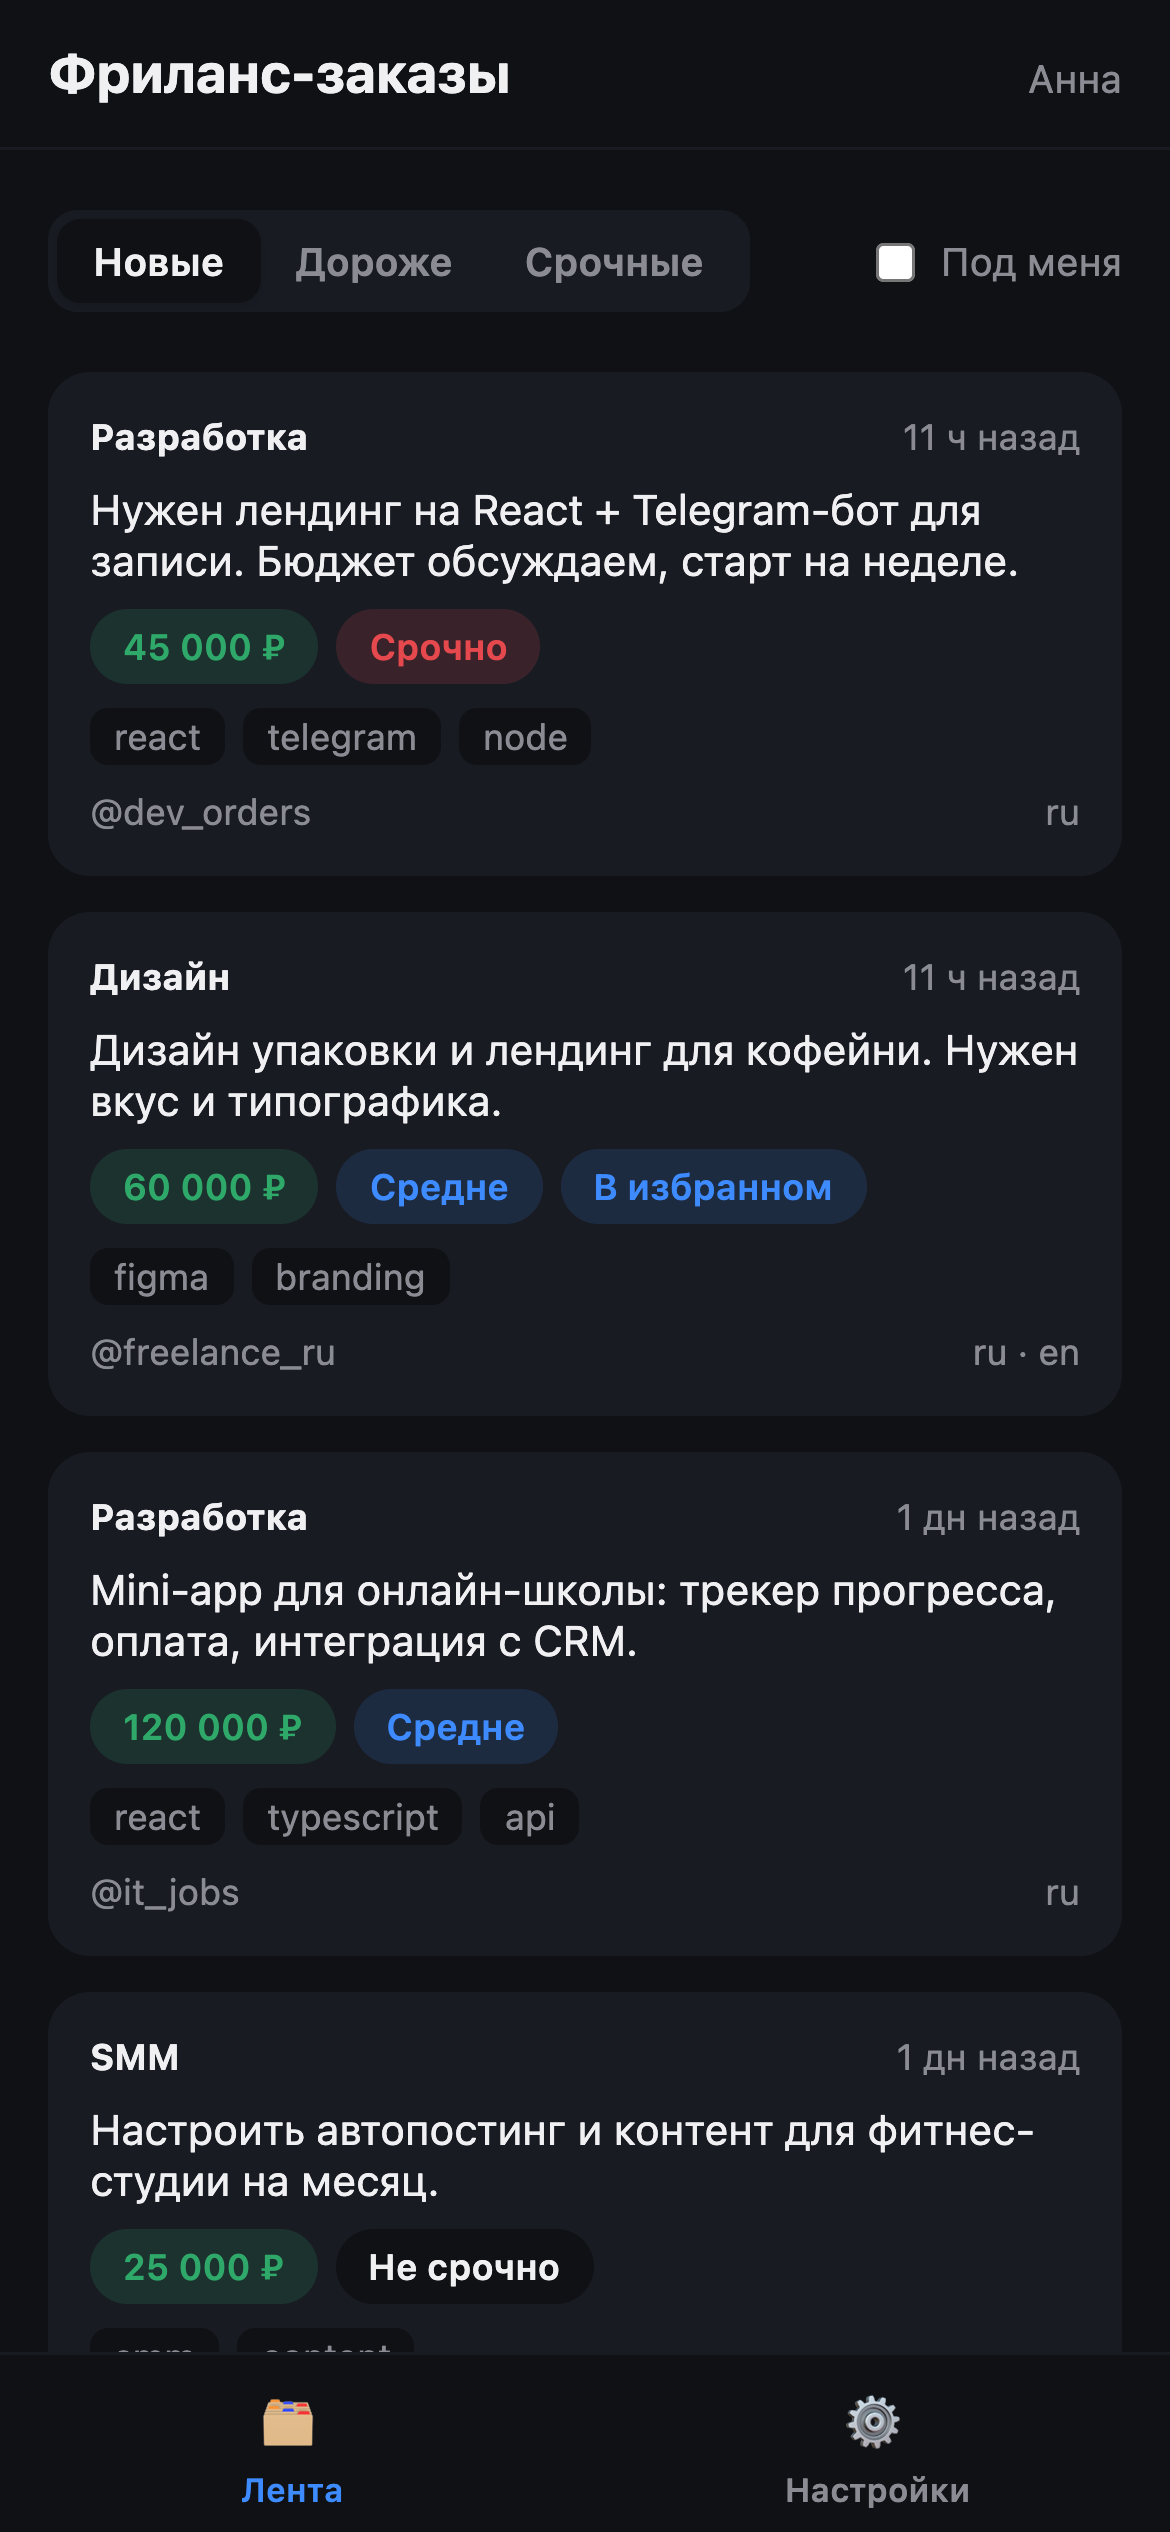 Фриланс-заказы
Анна
Новые
Дороже
Срочные
Под меня
Разработка
11 ч назад
Нужен лендинг на React + Telegram-бот для
записи. Бюджет обсуждаем, старт на неделе.
45 000 ₽
Срочно
react
telegram
node
@dev_orders
ru
Дизайн
11 ч назад
Дизайн упаковки и лендинг для кофейни. Нужен
вкус и типографика.
60 000 ₽
Средне
В избранном
figma
branding
@freelance_ru
ru · en
Разработка
1 дн назад
Mini-app для онлайн-школы: трекер прогресса,
оплата, интеграция с CRM.
120 000 ₽
Средне
react
typescript
api
@it_jobs
ru
SMM
1 дн назад
Настроить автопостинг и контент для фитнес-
студии на месяц.
25 000 ₽
Не срочно
Лента
Настройки